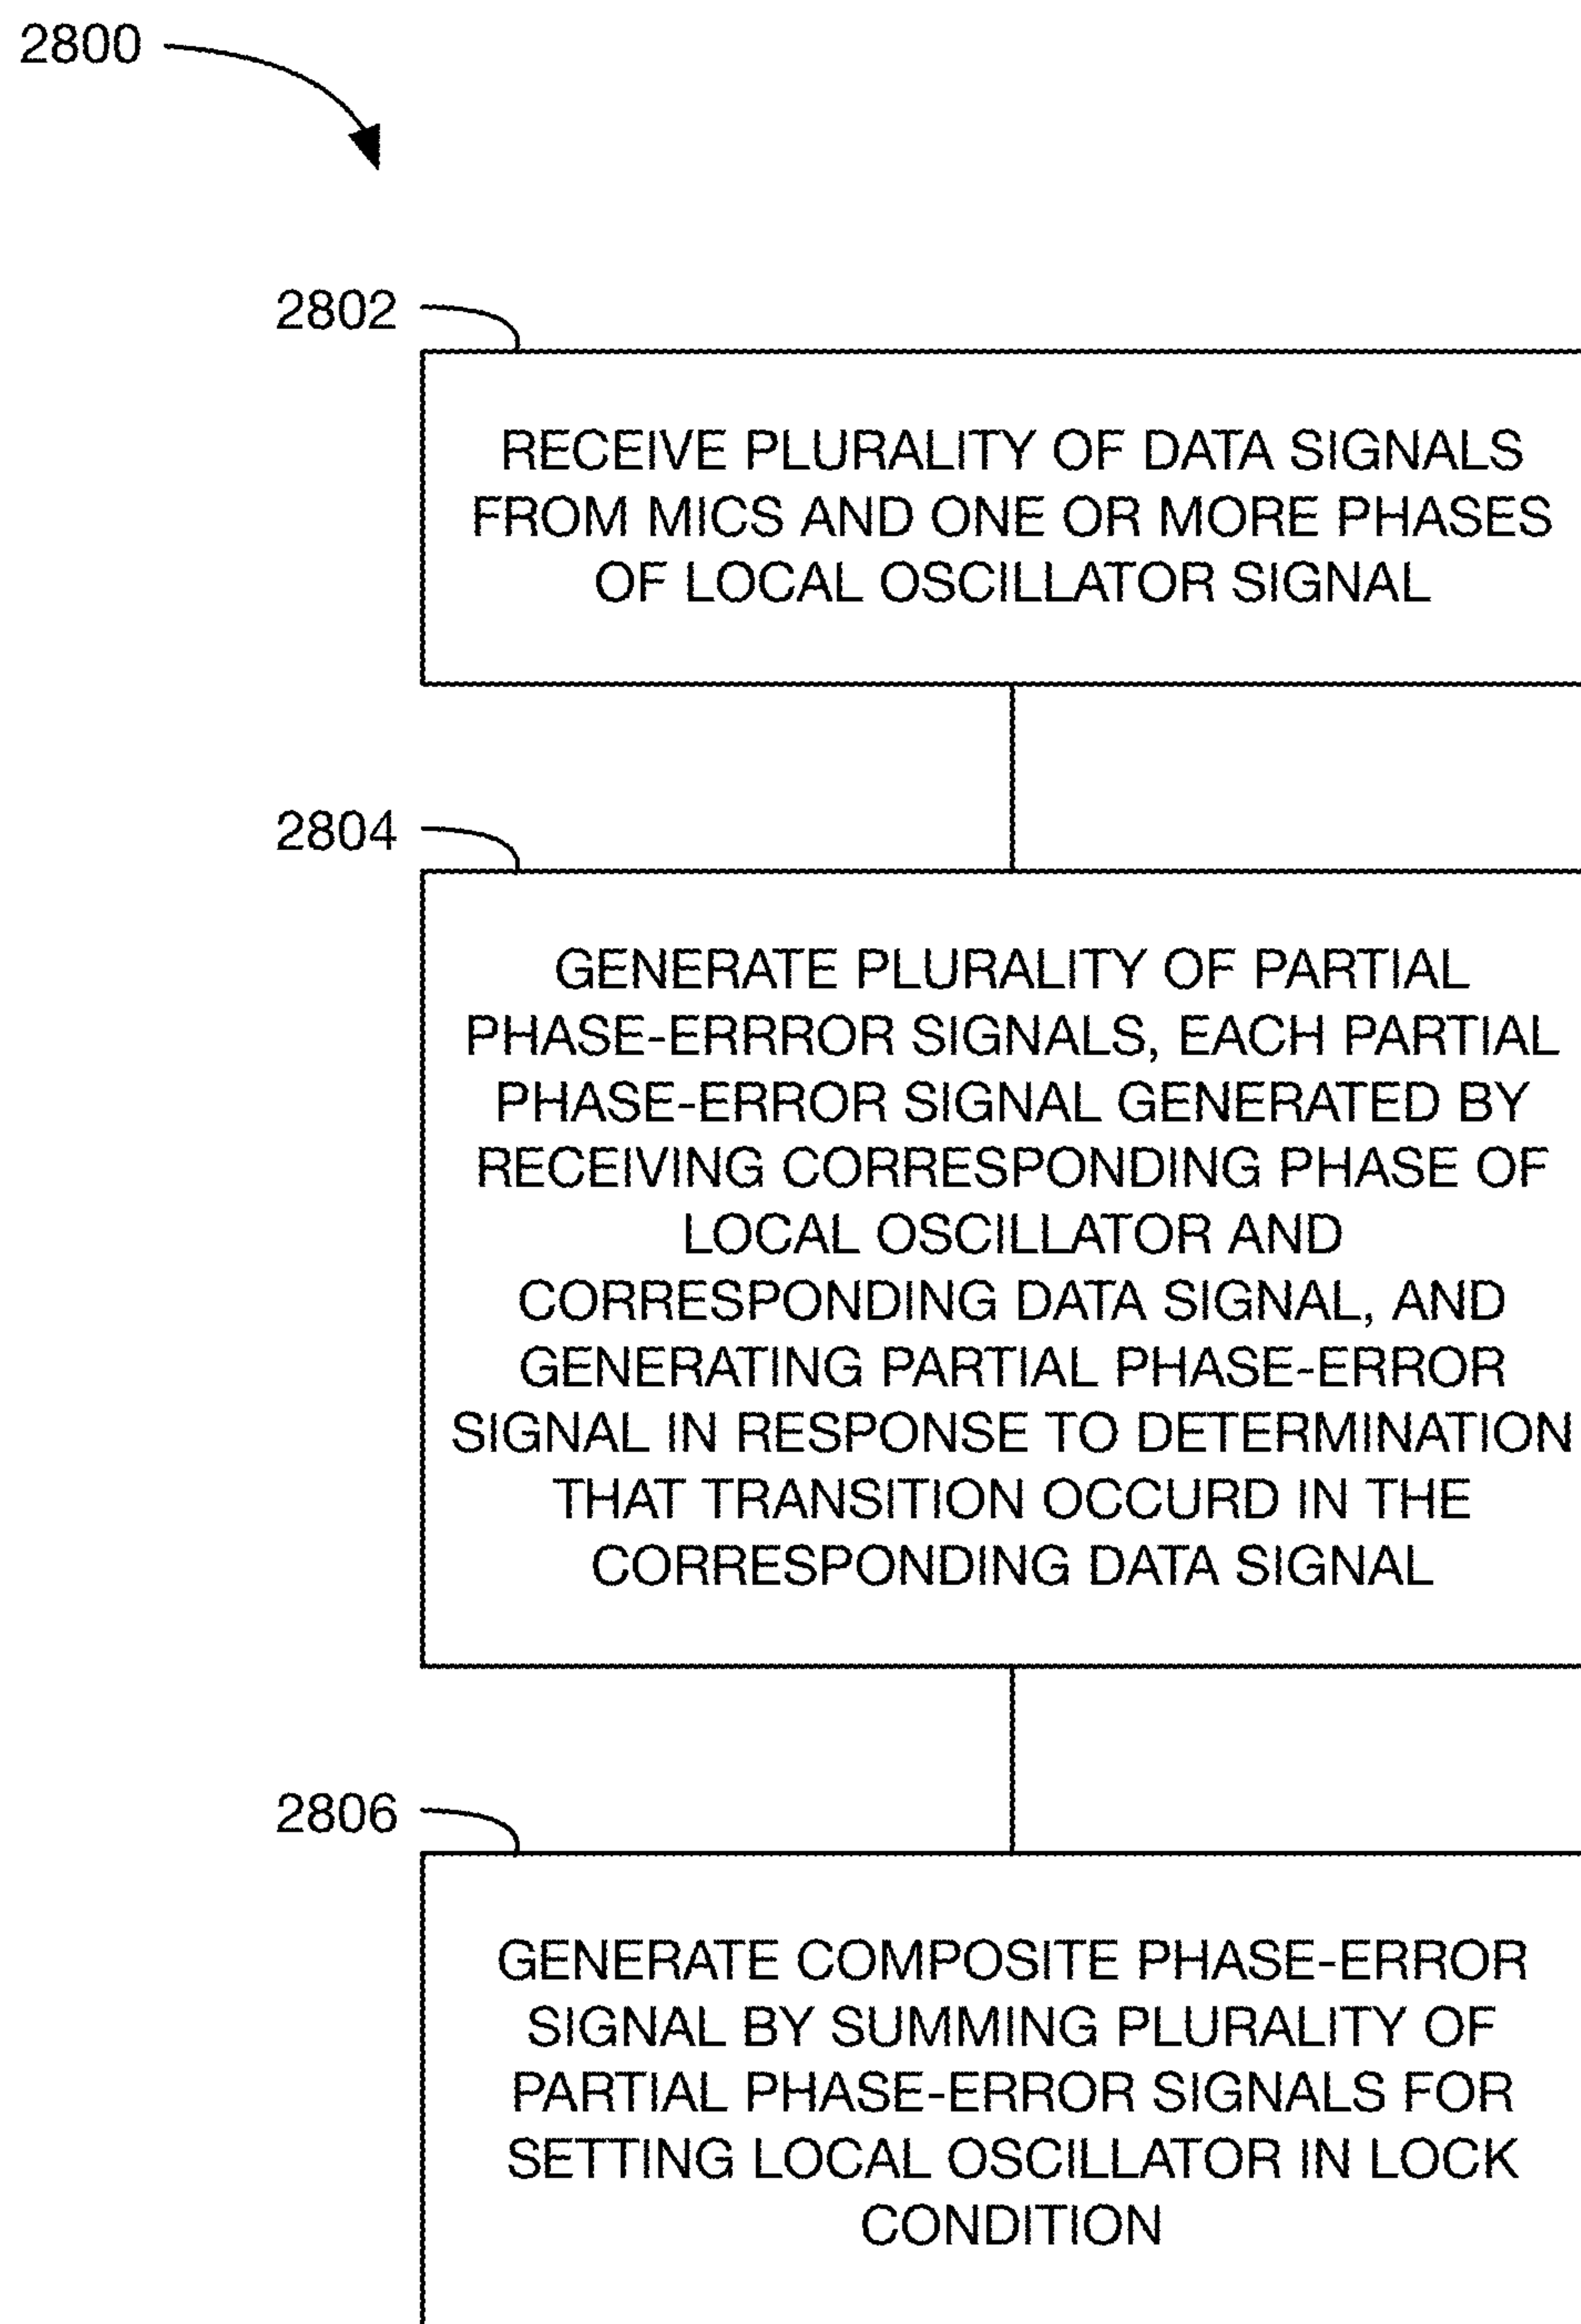 2800
2802
RECEIVE PLURALITY OF DATA SIGNALS
FROM MICS AND ONE OR MORE PHASES
OF LOCAL OSCILLATOR SIGNAL
2804
GENERATE PLURALITY OF PARTIAL
PHASE-ERRROR SIGNALS, EACH PARTIAL
PHASE-ERROR SIGNAL GENERATED BY
RECEIVING CORRESPONDING PHASE OF
LOCAL OSCILLATOR AND
CORRESPONDING DATA SIGNAL, AND
GENERATING PARTIAL PHASE-ERROR
SIGNAL IN RESPONSE TO DETERMINATION
THAT TRANSITION OCCURD IN THE
CORRESPONDING DATA SIGNAL
2806
GENERATE COMPOSITE PHASE-ERROR
SIGNAL BY SUMMING PLURALITY OF
PARTIAL PHASE-ERROR SIGNALS FOR
SETTING LOCAL OSCILLATOR IN LOCK
CONDITION